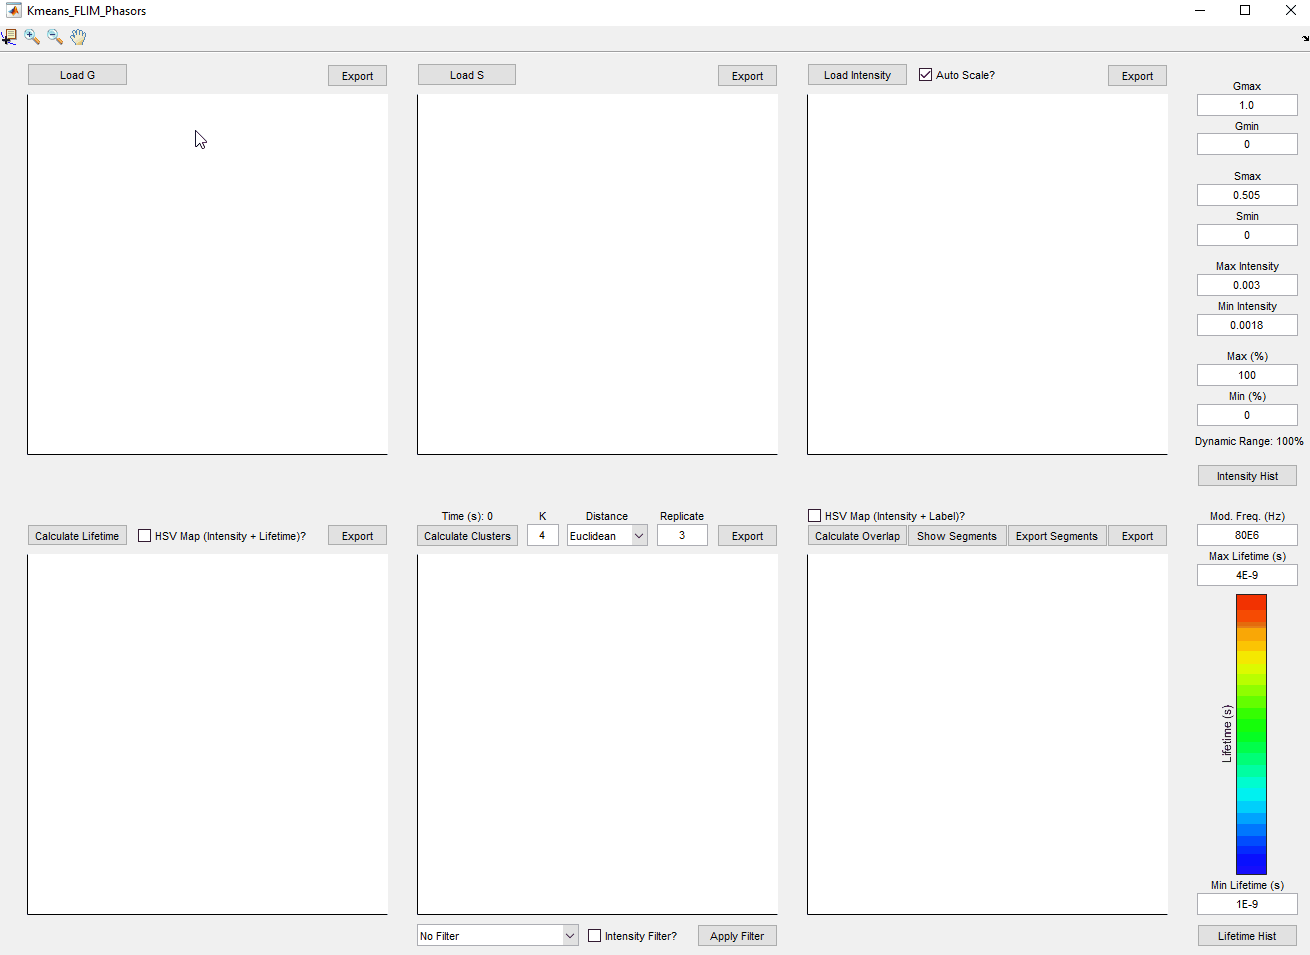 Kmeans_FLIM_Phasors
Load G
Export
Load S
Export
Load Intensity
Auto Scale?
Export
Gmax
1.0
Gmin
0
Smax
0.505
Smin
0
Max Intensity
0.003
Min Intensity
0.0018
Max (%)
100
Min (%)
0
Dynamic Range: 100%
Intensity Hist
Calculate Lifetime
HSV Map (Intensity + Lifetime)?
Export
Time (s): 0
K
Distance
Replicate
Calculate Clusters
4
Euclidean
3
Export
HSV Map (Intensity + Label)?
Calculate Overlap
Show Segments
Export Segments
Export
Mod. Freq. (Hz)
80E6
Max Lifetime (s)
4E-9
Lifetime (s)
Min Lifetime (s)
1E-9
No Filter
Intensity Filter?
Apply Filter
Lifetime Hist